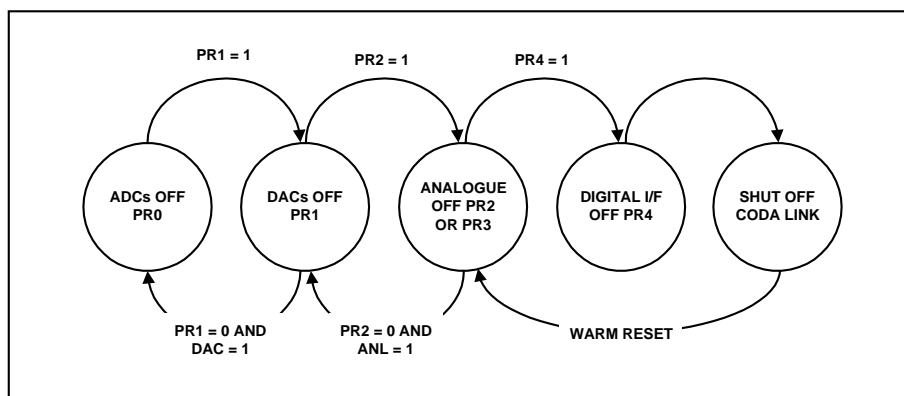 PR1 = 1
PR2 = 1
PR4 = 1
ADCs OFF
PR0
DACs OFF
PR1
ANALOGUE
OFF PR2
OR PR3
DIGITAL I/F
OFF PR4
SHUT OFF
CODA LINK
PR1 = 0 AND
DAC = 1
PR2 = 0 AND
ANL = 1
WARM RESET